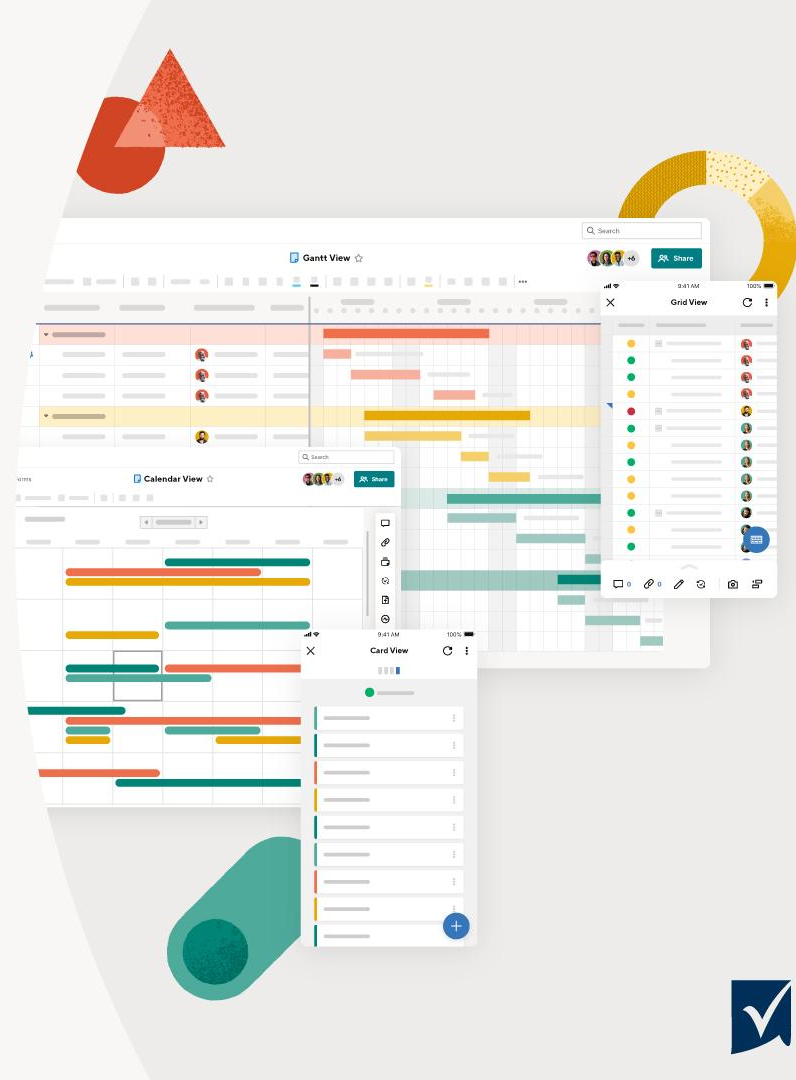 Search
Gantt View
+6
Share
9:41 AM
100%
Grid View
Search
orms
Calendar View
+6
Share
0
0
9:41 AM
100%
Card View